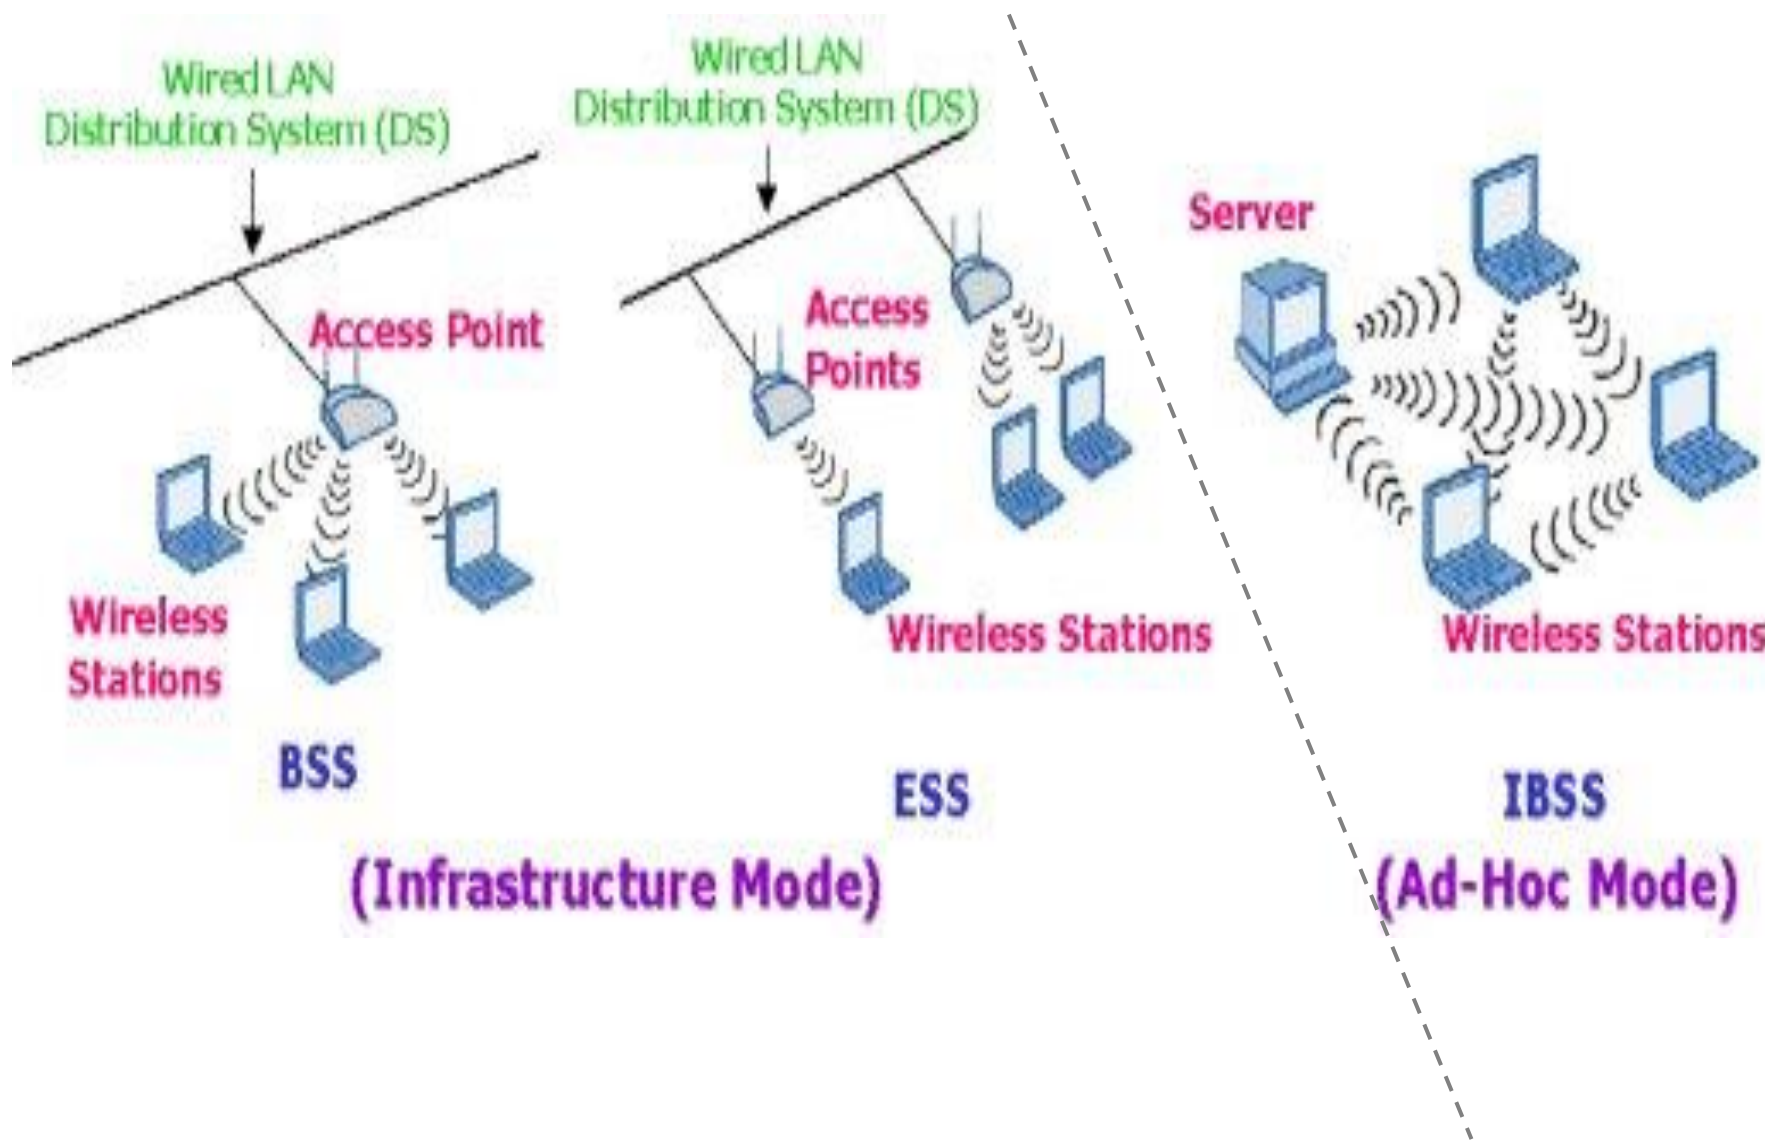 Wired LAN
Distribution System (DS)
Access Point
Wireless
Stations
BSS
Wired LAN
Distribution System (DS)
Access
Points
Wireless Stations
ESS
(Infrastructure Mode)
Server
Wireless Stations
IBSS
(Ad-Hoc Mode)